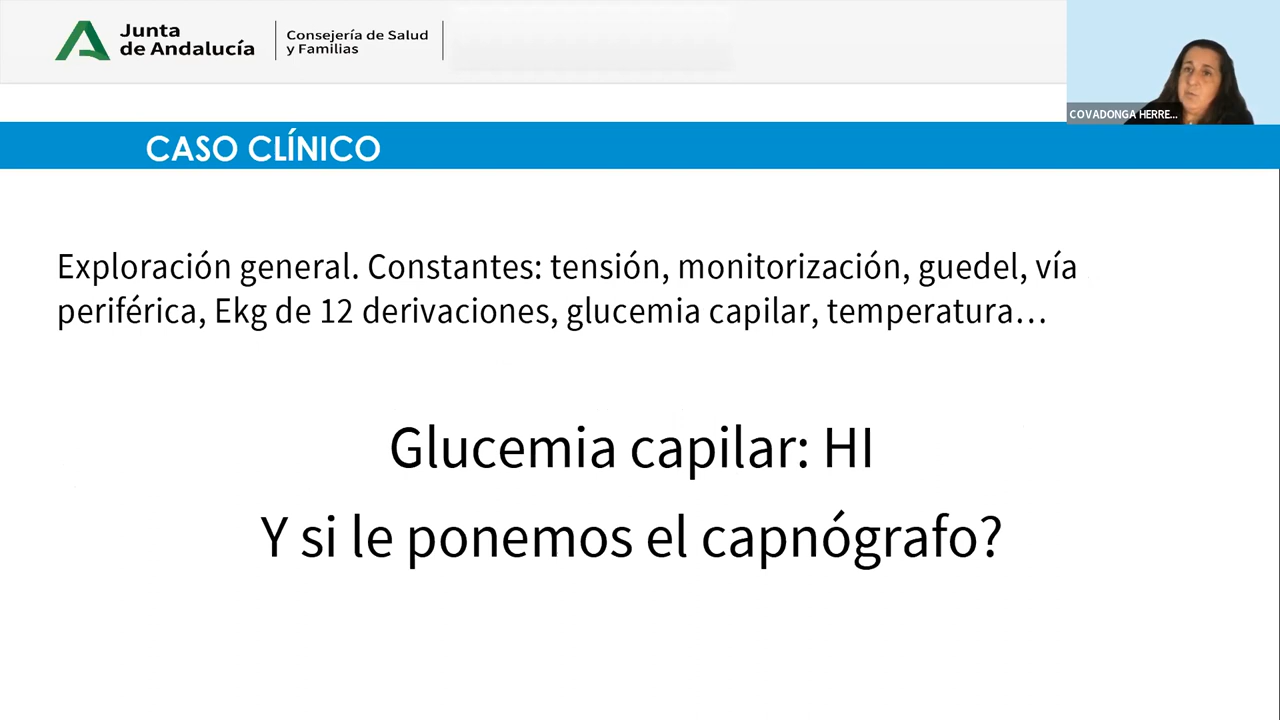 Junta
de Andalucía
Consejería de Salud
y Familias
COVADONGA HERRE...
CASO CLÍNICO
Exploración general. Constantes: tensión, monitorización, guedel, vía
periférica, Ekg de 12 derivaciones, glucemia capilar, temperatura...
Glucemia capilar: HI
Y si le ponemos el capnógrafo?